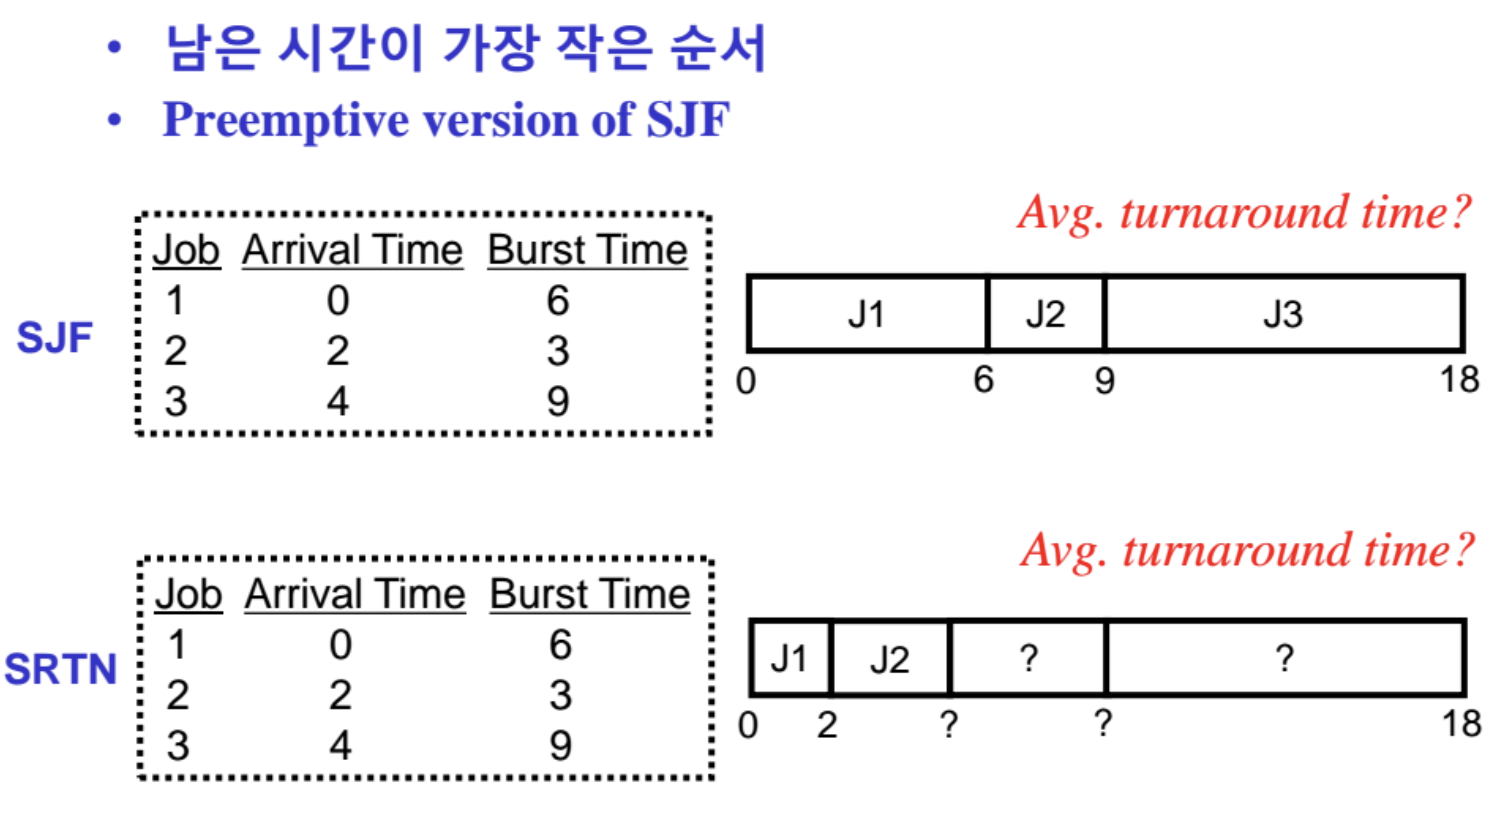 • 남은 시간이 가장 작은 순서
• Preemptive version of SJF
Avg. turnaround time?
SJF
Job Arrival Time Burst Time
1 0 6
2 2 3
3 4 9
J1 J2 J3
0 6 9 18
Avg. turnaround time?
SRTN
Job Arrival Time Burst Time
1 0 6
2 2 3
3 4 9
J1 J2 ? ?
0 2 ? ? 18